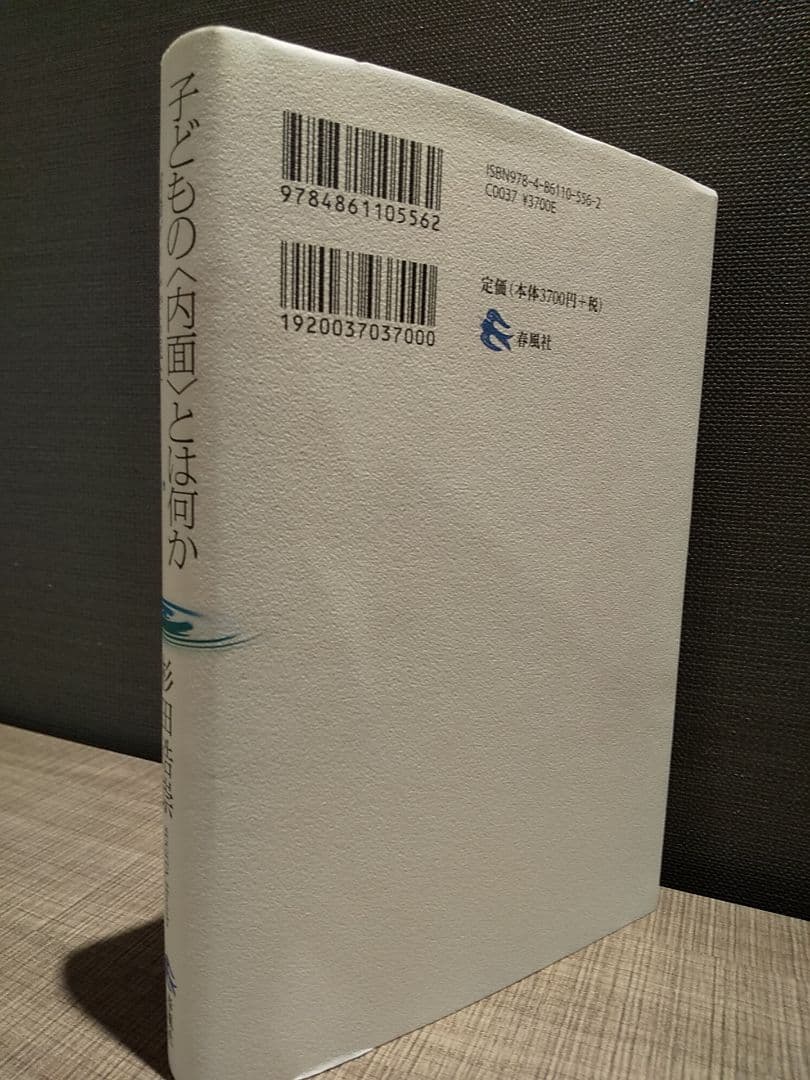 子どもの〈内面〉とは何か
9784861105562
ISBN978-4-86110-556-2
C0037 ¥3700E
1920037037000
定価(本体3700円+税)
春風社